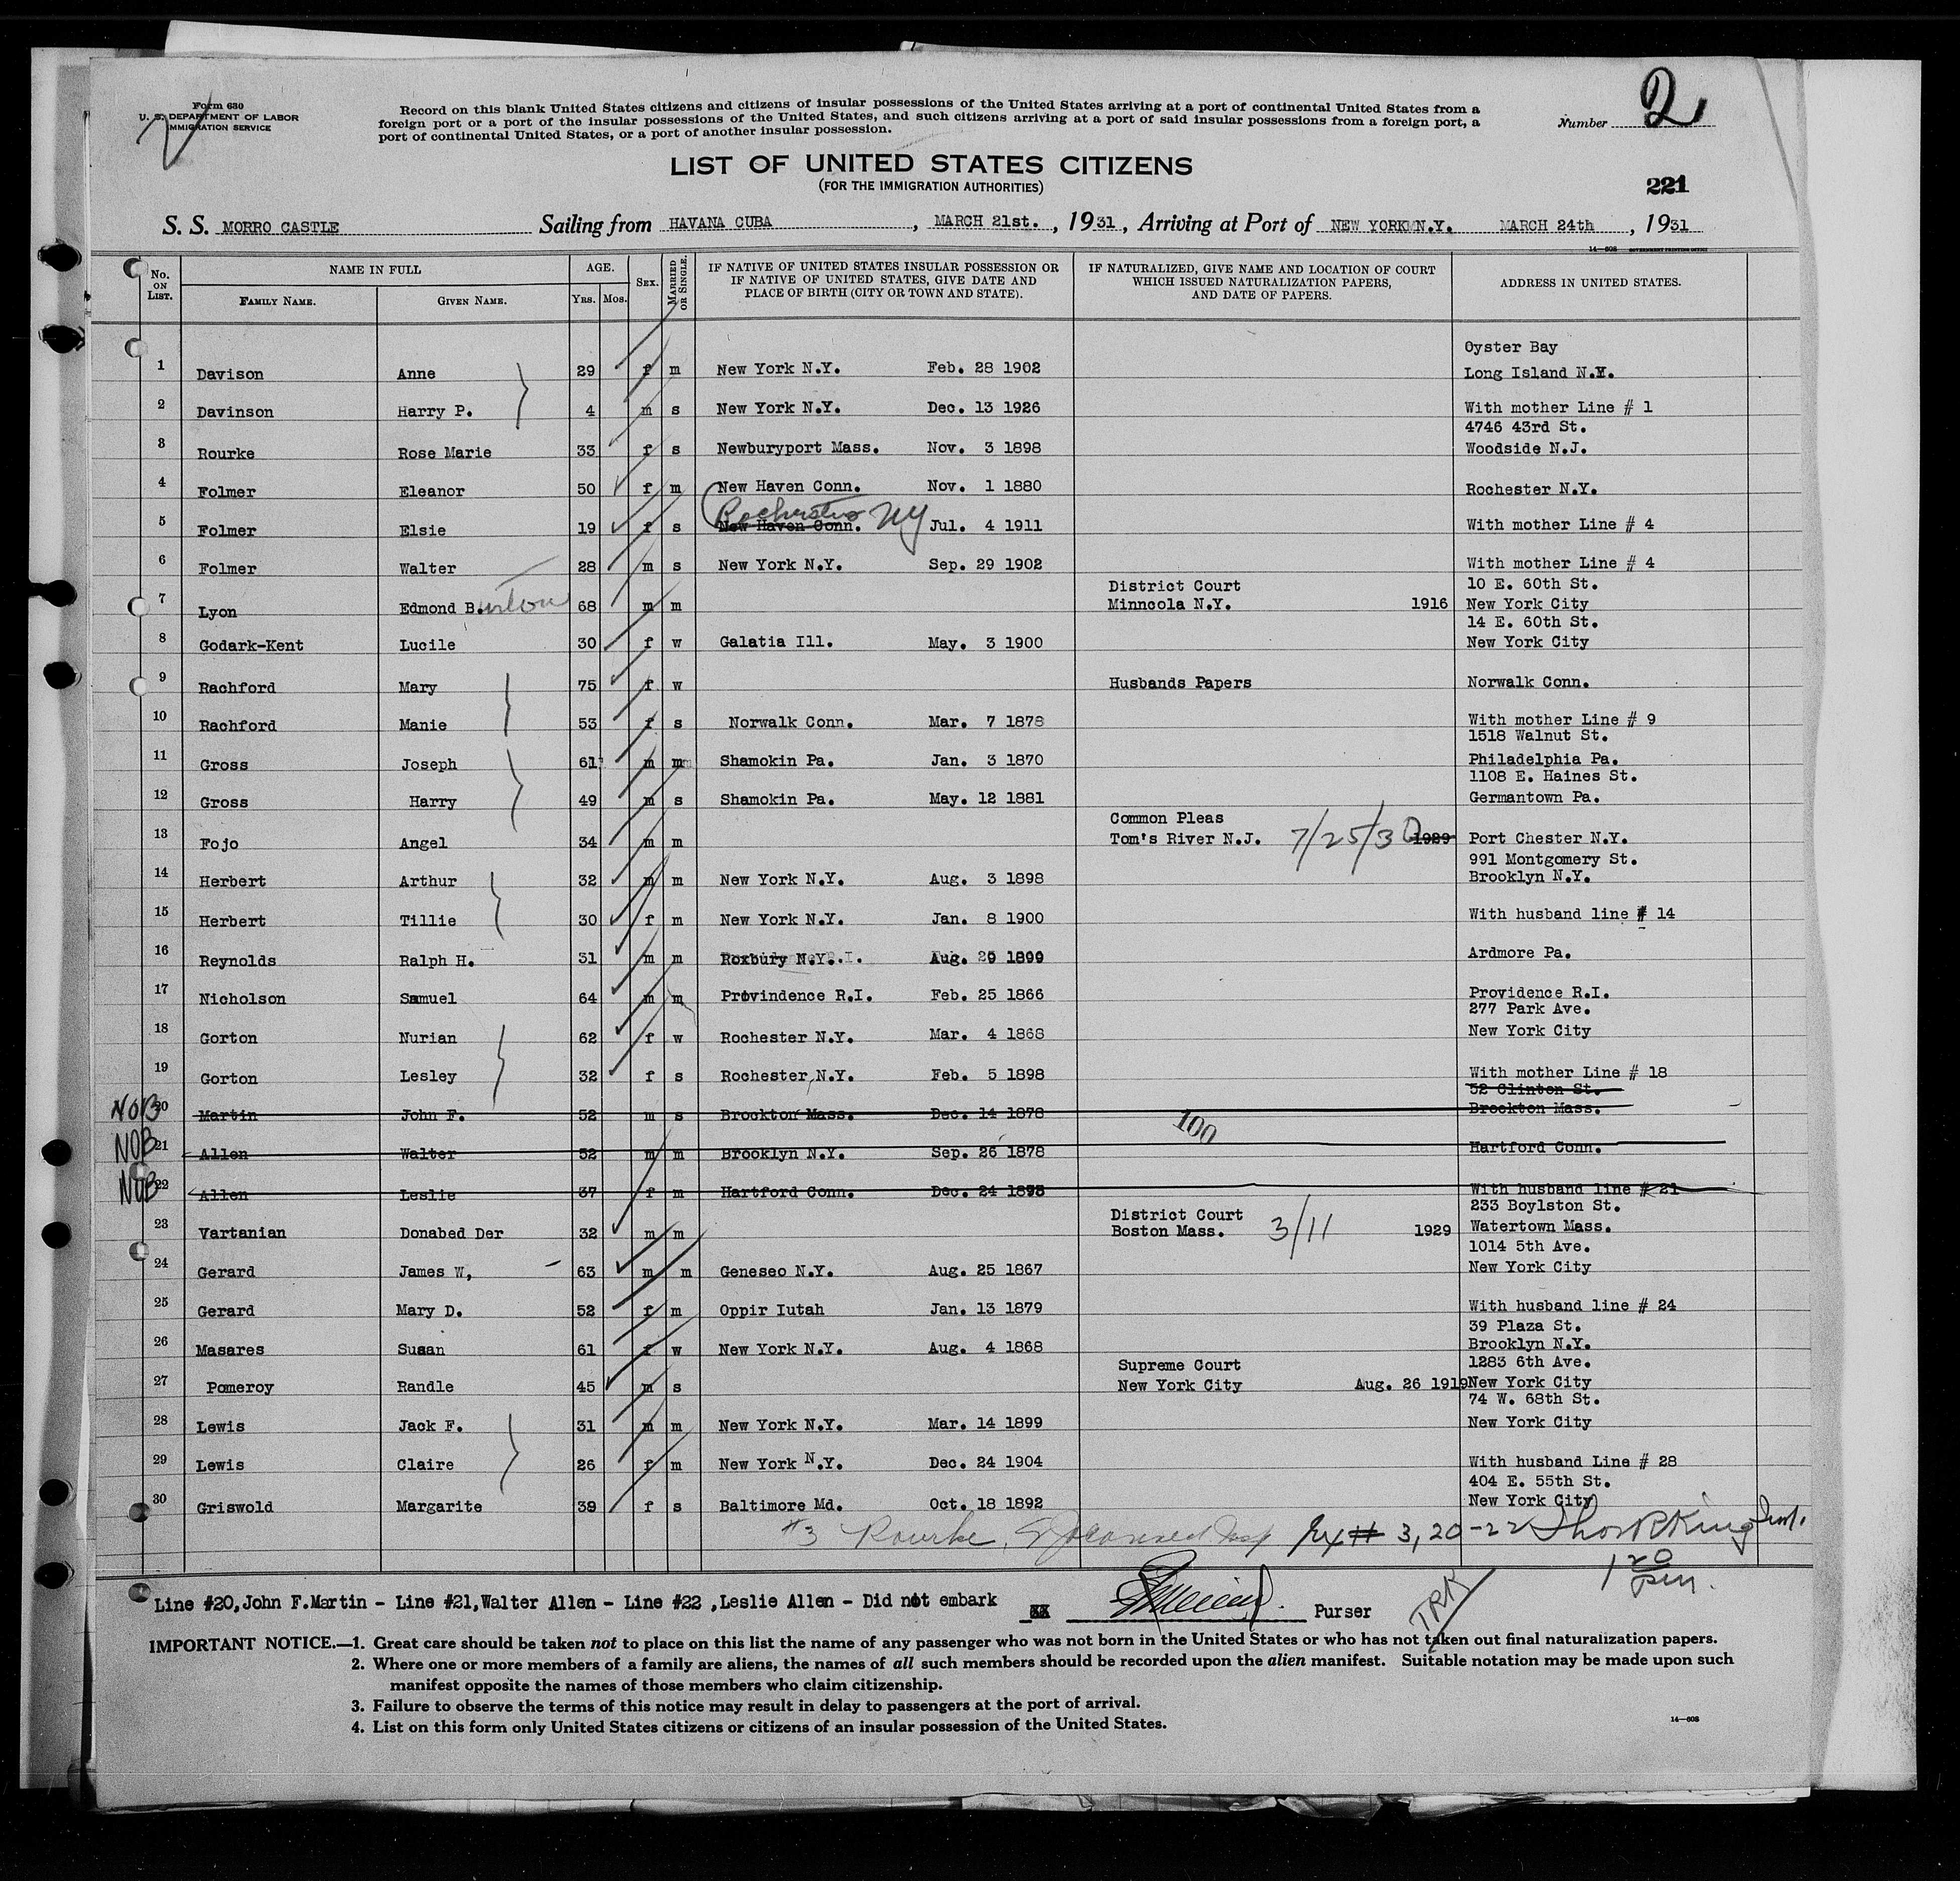 Form 630
U. S. DEPARTMENT OF LABOR
IMMIGRATION SERVICE
Record on this blank United States citizens and citizens of insular possessions of the United States arriving at a port of continental United States from a
foreign port or a port of the insular possessions of the United States, and such citizens arriving at a port of said insular possessions from a foreign port, a
port of continental United States, or a port of another insular possession.
Number 2
LIST OF UNITED STATES CITIZENS
(FOR THE IMMIGRATION AUTHORITIES)
221
S. S. MORRO CASTLE Sailing from HAVANA CUBA, MARCH 21st., 1931, Arriving at Port of NEW YORK N.Y. MARCH 24th, 1931
14—608 GOVERNMENT PRINTING OFFICE
No. ON LIST. NAME IN FULL FAMILY NAME. GIVEN NAME. AGE. YRS. MOS. SEX. MARRIED OR SINGLE. IF NATIVE OF UNITED STATES INSULAR POSSESSION OR IF NATIVE OF UNITED STATES, GIVE DATE AND PLACE OF BIRTH (CITY OR TOWN AND STATE). IF NATURALIZED, GIVE NAME AND LOCATION OF COURT WHICH ISSUED NATURALIZATION PAPERS, AND DATE OF PAPERS. ADDRESS IN UNITED STATES.
Oyster Bay
1 Davison Anne 29 f m New York N.Y. Feb. 28 1902 Long Island N.Y.
2 Davinson Harry P. 4 m s New York N.Y. Dec. 13 1926 With mother Line # 1
4746 43rd St.
3 Rourke Rose Marie 33 f s Newburyport Mass. Nov. 3 1898 Woodside N.J.
4 Folmer Eleanor 50 f m New Haven Conn. Nov. 1 1880 Rochester N.Y.
Rochester NY
5 Folmer Elsie 19 f s New Haven Conn. Jul. 4 1911 With mother Line # 4
6 Folmer Walter 28 m s New York N.Y. Sep. 29 1902 With mother Line # 4
District Court 10 E. 60th St.
7 Lyon Edmond Burton 68 m m Minncola N.Y. 1916 New York City
14 E. 60th St.
8 Godark-Kent Lucile 30 f w Galatia Ill. May. 3 1900 New York City
9 Rachford Mary 75 f w Husbands Papers Norwalk Conn.
10 Rachford Manie 53 f s Norwalk Conn. Mar. 7 1878 With mother Line # 9
1518 Walnut St.
11 Gross Joseph 61 m m Shamokin Pa. Jan. 3 1870 Philadelphia Pa.
1108 E. Haines St.
12 Gross Harry 49 m s Shamokin Pa. May. 12 1881 Germantown Pa.
Common Pleas
13 Fojo Angel 34 m m Tom's River N.J. 7/25/30 1929 Port Chester N.Y.
991 Montgomery St.
14 Herbert Arthur 32 m m New York N.Y. Aug. 3 1898 Brooklyn N.Y.
15 Herbert Tillie 30 f m New York N.Y. Jan. 8 1900 With husband line # 14
16 Reynolds Ralph H. 31 m m Roxbury N.Y. Aug. 29 1899 Ardmore Pa.
17 Nicholson Samuel 64 m m Provindence R.I. Feb. 25 1866 Providence R.I.
277 Park Ave.
18 Gorton Nurian 62 f w Rochester N.Y. Mar. 4 1868 New York City
19 Gorton Lesley 32 f s Rochester N.Y. Feb. 5 1898 With mother Line # 18
52 Clinton St.
NOB 20 Martin John F. 52 m s Brockton Mass. Dec. 14 1878 Brockton Mass.
100
NOB 21 Allen Walter 52 m m Brooklyn N.Y. Sep. 26 1878 Hartford Conn.
NOB 22 Allen Leslie 37 f m Hartford Conn. Dec. 24 1893 With husband line # 21
District Court 233 Boylston St.
23 Vartanian Donabed Der 32 m m Boston Mass. 3/11 1929 Watertown Mass.
1014 5th Ave.
24 Gerard James W, 63 m m Geneseo N.Y. Aug. 25 1867 New York City
25 Gerard Mary D. 52 f m Oppir Iutah Jan. 13 1879 With husband line # 24
39 Plaza St.
26 Masares Susan 61 f w New York N.Y. Aug. 4 1868 Brooklyn N.Y.
Supreme Court 1283 6th Ave.
27 Pomeroy Randle 45 m s New York City Aug. 26 1919 New York City
74 W. 68th St.
28 Lewis Jack F. 31 m m New York N.Y. Mar. 14 1899 New York City
29 Lewis Claire 26 f m New York N.Y. Dec. 24 1904 With husband Line # 28
404 E. 55th St.
30 Griswold Margarite 39 f s Baltimore Md. Oct. 18 1892 New York City
#3 Rourke, # 3, 20-22
1 20 pm.
Line #20, John F. Martin - Line #21, Walter Allen - Line #22, Leslie Allen - Did not embark Purser
TRK
IMPORTANT NOTICE.—1. Great care should be taken not to place on this list the name of any passenger who was not born in the United States or who has not taken out final naturalization papers.
2. Where one or more members of a family are aliens, the names of all such members should be recorded upon the alien manifest. Suitable notation may be made upon such
manifest opposite the names of those members who claim citizenship.
3. Failure to observe the terms of this notice may result in delay to passengers at the port of arrival.
4. List on this form only United States citizens or citizens of an insular possession of the United States.
14—608